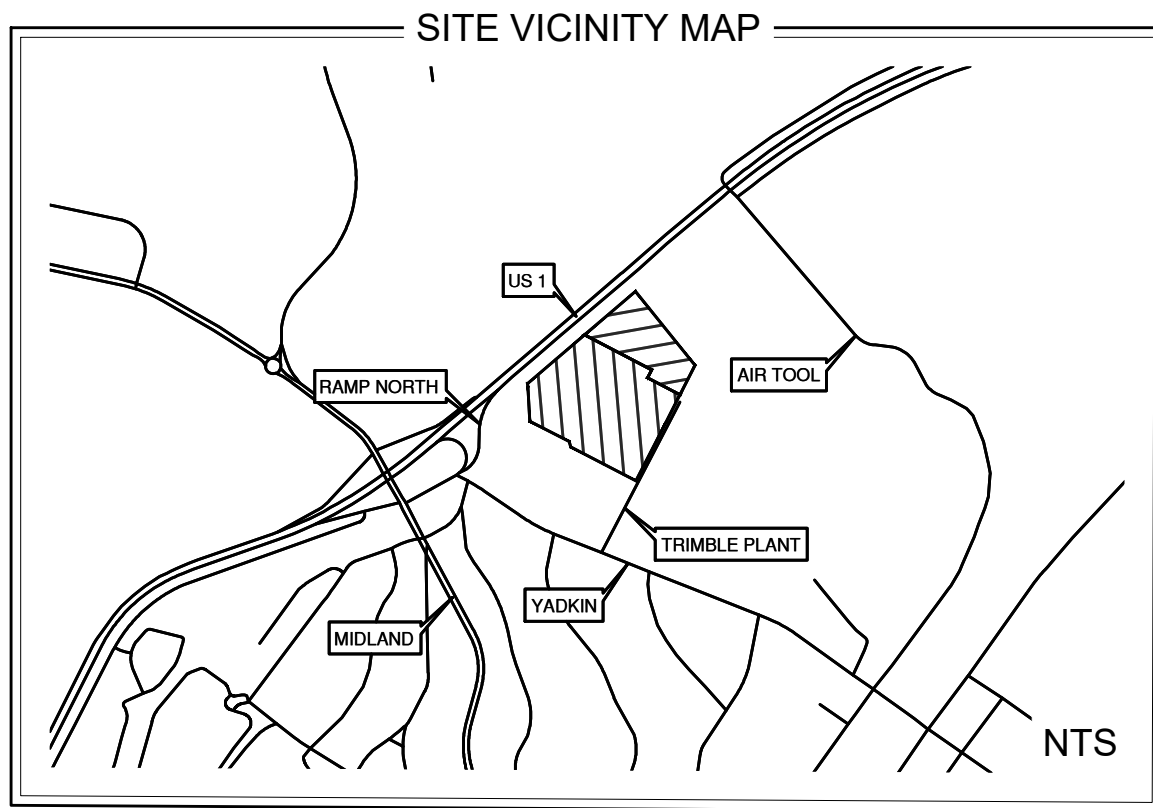 SITE VICINITY MAP
US 1
RAMP NORTH
AIR TOOL
TRIMBLE PLANT
YADKIN
MIDLAND
NTS